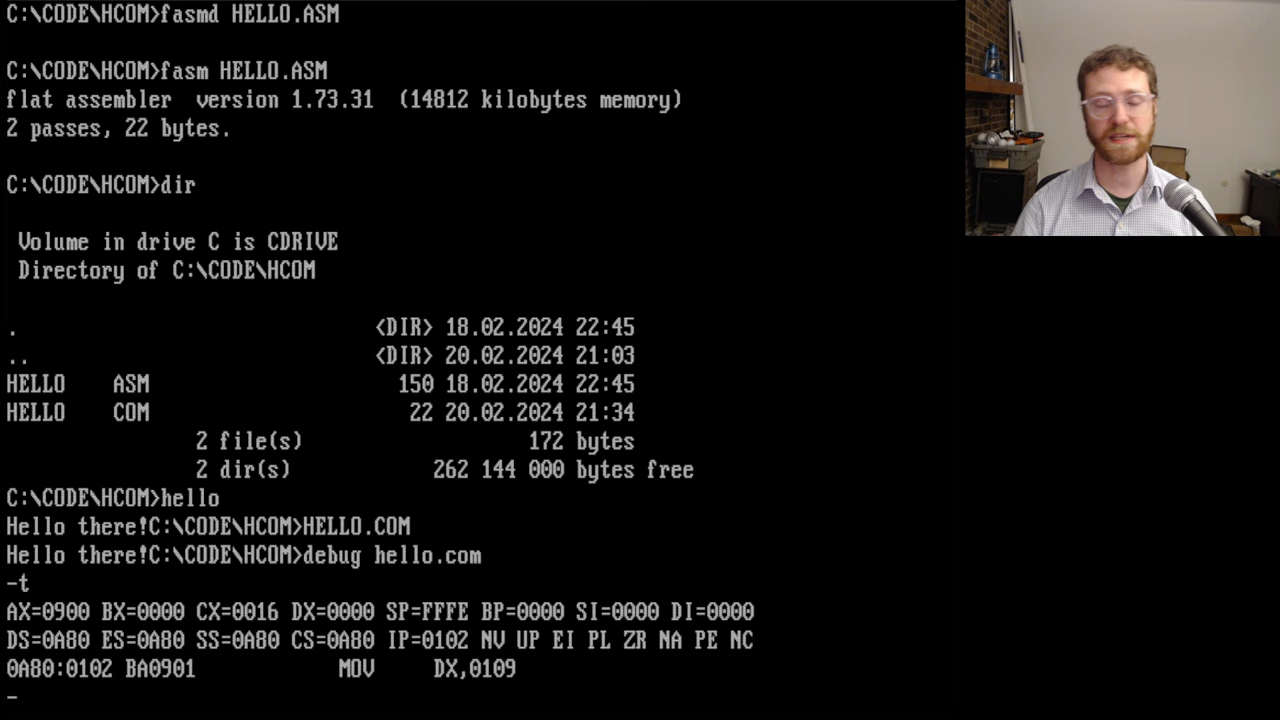 C:\CODE\HCOM>fasmd HELLO.ASM
C:\CODE\HCOM>fasm HELLO.ASM
flat assembler  version 1.73.31  (14812 kilobytes memory)
2 passes, 22 bytes.
C:\CODE\HCOM>dir
Volume in drive C is CDRIVE
Directory of C:\CODE\HCOM
. <DIR> 18.02.2024 22:45
.. <DIR> 20.02.2024 21:03
HELLO ASM 150 18.02.2024 22:45
HELLO COM 22 20.02.2024 21:34
2 file(s) 172 bytes
2 dir(s) 262 144 000 bytes free
C:\CODE\HCOM>hello
Hello there!C:\CODE\HCOM>HELLO.COM
Hello there!C:\CODE\HCOM>debug hello.com
-t
AX=0900 BX=0000 CX=0016 DX=0000 SP=FFFE BP=0000 SI=0000 DI=0000
DS=0A80 ES=0A80 SS=0A80 CS=0A80 IP=0102 NV UP EI PL ZR NA PE NC
0A80:0102 BA0901 MOV DX,0109
-